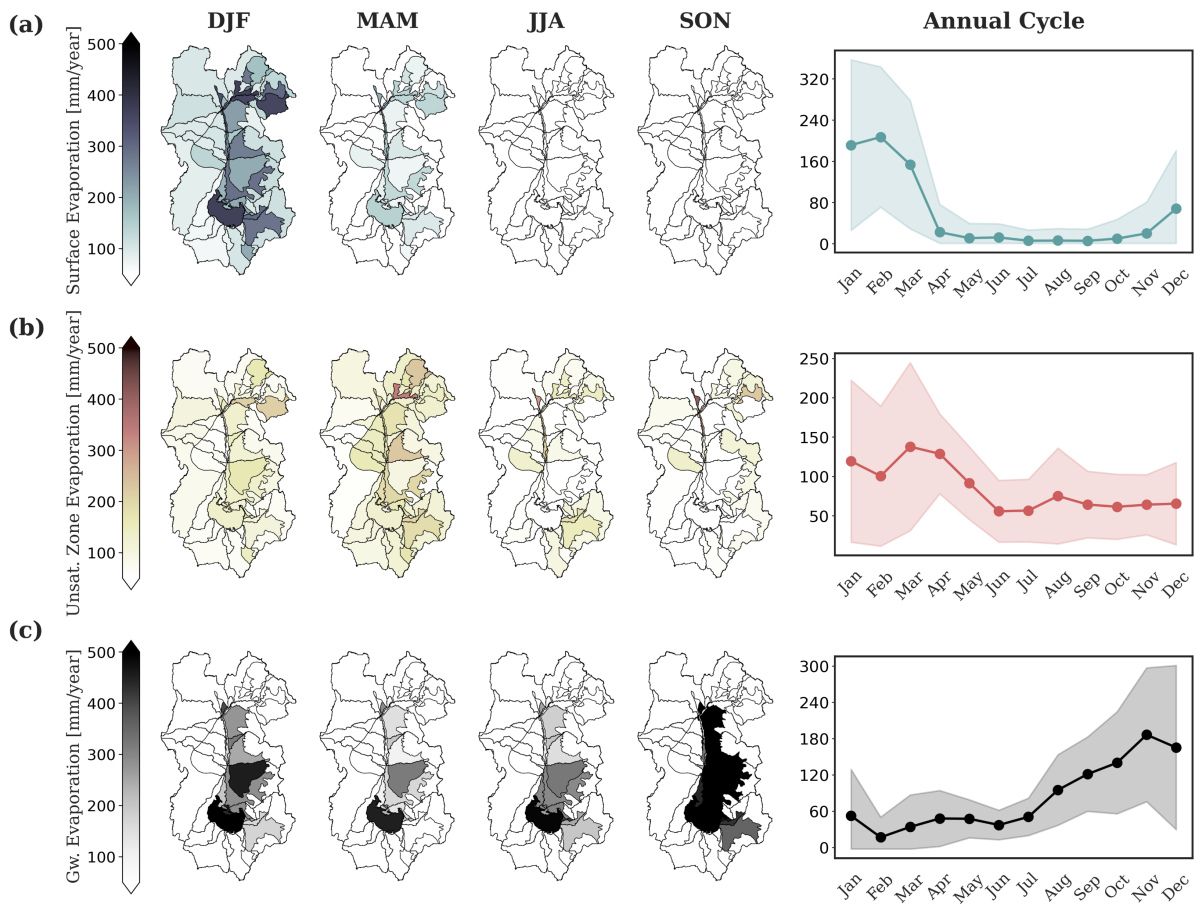 (a)
DJF
MAM
JJA
SON
Annual Cycle
Surface Evaporation [mm/year]
500
400
300
200
100
320
240
160
80
0
Jan
Feb
Mar
Apr
May
Jun
Jul
Aug
Sep
Oct
Nov
Dec
(b)
Unsat. Zone Evaporation [mm/year]
500
400
300
200
100
250
200
150
100
50
Jan
Feb
Mar
Apr
May
Jun
Jul
Aug
Sep
Oct
Nov
Dec
(c)
Gw. Evaporation [mm/year]
500
400
300
200
100
300
240
180
120
60
0
Jan
Feb
Mar
Apr
May
Jun
Jul
Aug
Sep
Oct
Nov
Dec